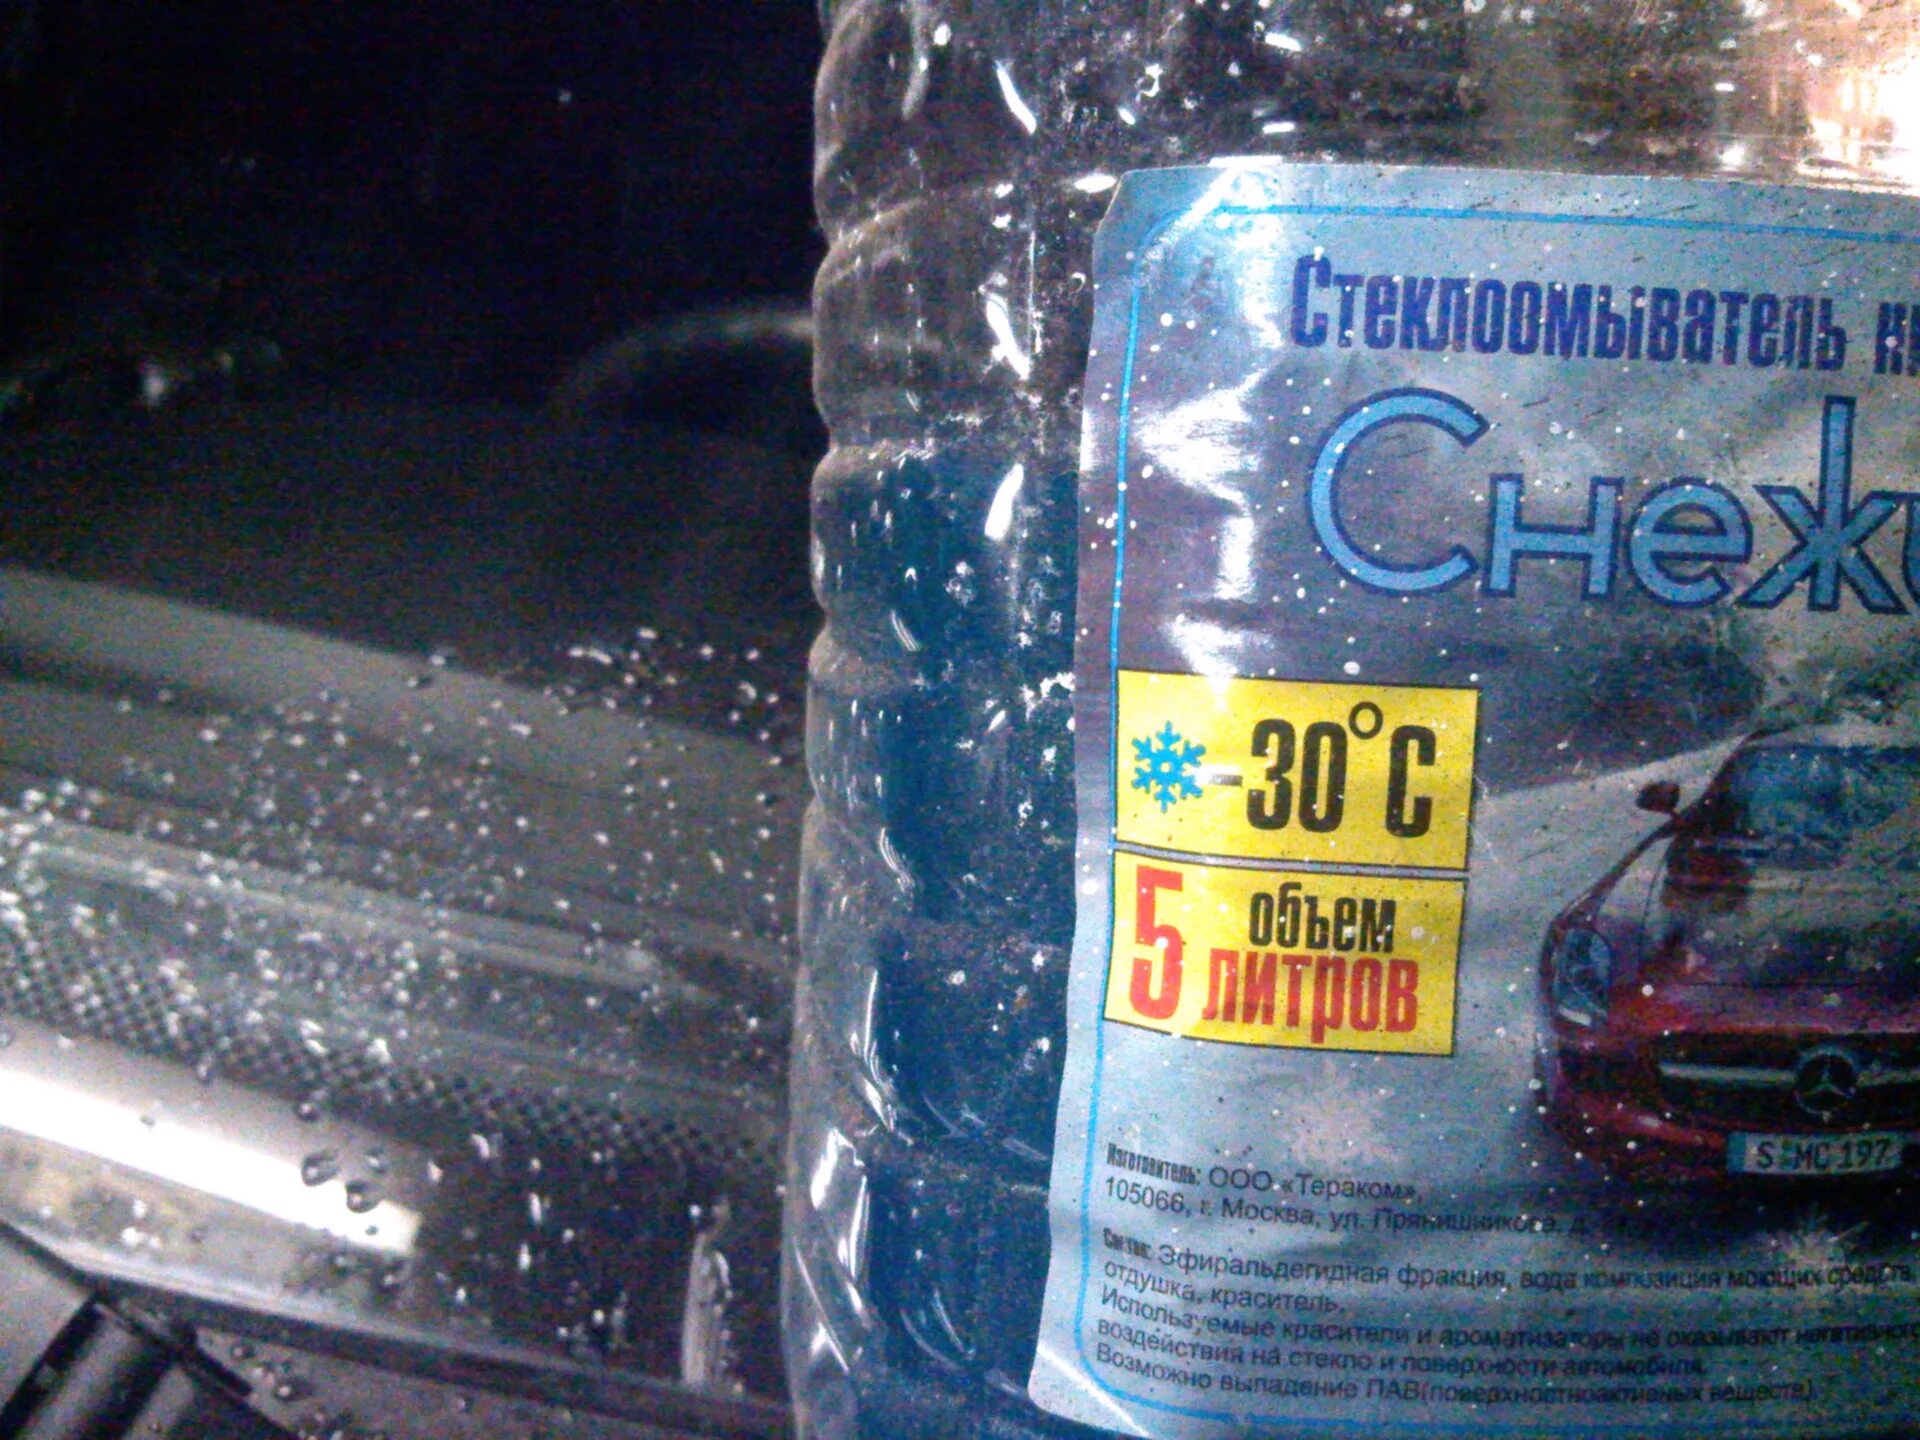 Стеклоомыватель
Снеж
-30°C
5 объем
литров
S MC 197
Изготовитель: ООО «Тераком»,
105066, г. Москва, ул. Прянишникова, д.
Состав: Эфиральдегидная фракция, вода композиция моющих средств,
отдушка, краситель.
Используемые красители и ароматизаторы не оказывают негативного
воздействия на стекло и поверхности автомобиля.
Возможно выпадение ПАВ(поверхностноактивных веществ)